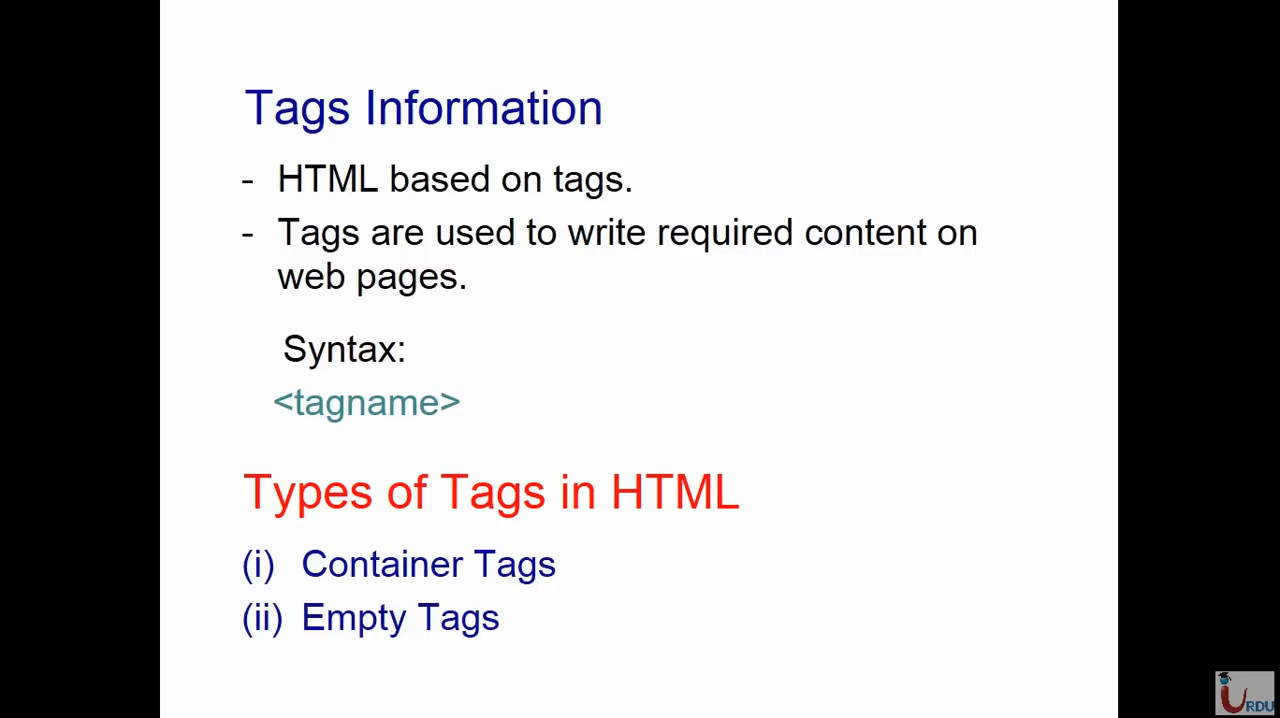 Tags Information
- HTML based on tags.
- Tags are used to write required content on
web pages.
Syntax:
<tagname>
Types of Tags in HTML
(i) Container Tags
(ii) Empty Tags
URDU